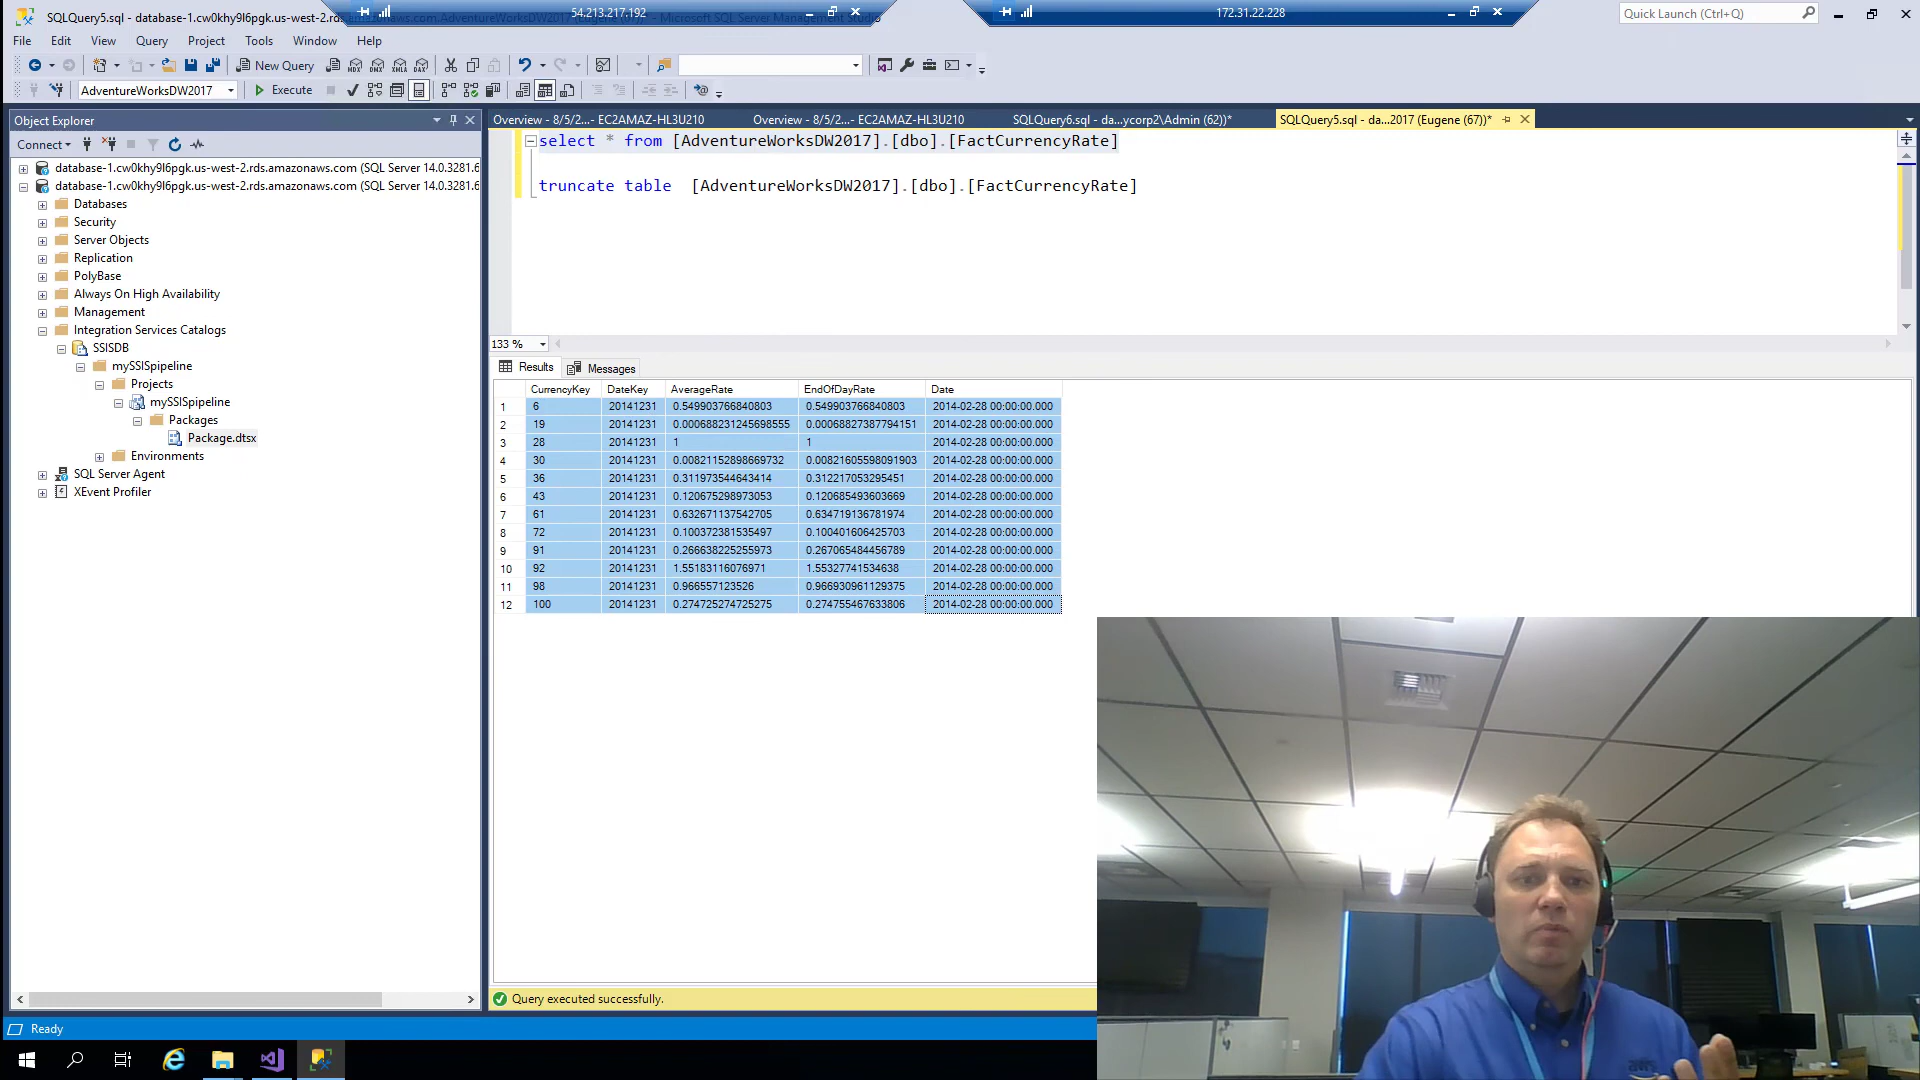 SQLQuery5.sql - database-1.cw0khy9l6pgk.us-west-2.rds.amazonaws.com.AdventureWorksDW2017 - Microsoft SQL Server Management Studio
54.213.217.192
172.31.22.228
Quick Launch (Ctrl+Q)
File Edit View Query Project Tools Window Help
New Query
MDX DMX XMLA DAX
AdventureWorksDW2017
Execute
Object Explorer
Overview - 8/5/2...- EC2AMAZ-HL3U210
Overview - 8/5/2...- EC2AMAZ-HL3U210
SQLQuery6.sql - da...ycorp2\Admin (62))*
SQLQuery5.sql - da...2017 (Eugene (67))*
Connect
database-1.cw0khy9l6pgk.us-west-2.rds.amazonaws.com (SQL Server 14.0.3281.6
database-1.cw0khy9l6pgk.us-west-2.rds.amazonaws.com (SQL Server 14.0.3281.6
Databases
Security
Server Objects
Replication
PolyBase
Always On High Availability
Management
Integration Services Catalogs
SSISDB
mySSISpipeline
Projects
mySSISpipeline
Packages
Package.dtsx
Environments
SQL Server Agent
XEvent Profiler
select * from [AdventureWorksDW2017].[dbo].[FactCurrencyRate]
truncate table [AdventureWorksDW2017].[dbo].[FactCurrencyRate]
133 %
Results Messages
CurrencyKey DateKey AverageRate EndOfDayRate Date
1 6 20141231 0.549903766840803 0.549903766840803 2014-02-28 00:00:00.000
2 19 20141231 0.000688231245698555 0.00068827387794151 2014-02-28 00:00:00.000
3 28 20141231 1 1 2014-02-28 00:00:00.000
4 30 20141231 0.00821152898669732 0.00821605598091903 2014-02-28 00:00:00.000
5 36 20141231 0.311973544643414 0.312217053295451 2014-02-28 00:00:00.000
6 43 20141231 0.120675298973053 0.120685493603669 2014-02-28 00:00:00.000
7 61 20141231 0.632671137542705 0.634719136781974 2014-02-28 00:00:00.000
8 72 20141231 0.100372381535497 0.100401606425703 2014-02-28 00:00:00.000
9 91 20141231 0.266638225255973 0.267065484456789 2014-02-28 00:00:00.000
10 92 20141231 1.55183116076971 1.55327741534638 2014-02-28 00:00:00.000
11 98 20141231 0.966557123526 0.966930961129375 2014-02-28 00:00:00.000
12 100 20141231 0.274725274725275 0.274755467633806 2014-02-28 00:00:00.000
Query executed successfully.
Ready
aws